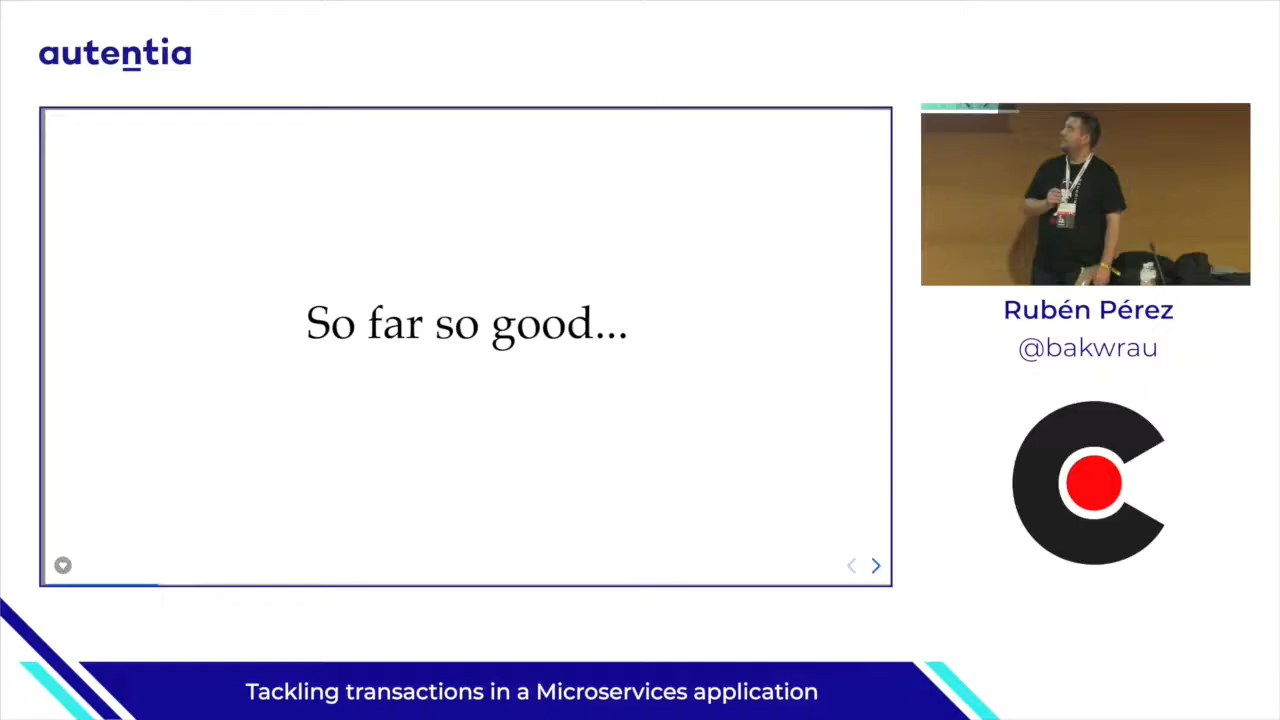 autentia
So far so good...
Rubén Pérez
@bakwrau
Tackling transactions in a Microservices application